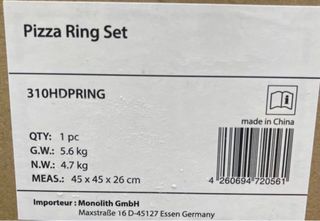 Pizza Ring Set
310HDPRING
made in China
QTY: 1 pc
G.W.: 5.6 kg
N.W.: 4.7 kg
MEAS.: 45 x 45 x 26 cm
4 260694 720561
Importeur : Monolith GmbH
Maxstraße 16 D-45127 Essen Germany